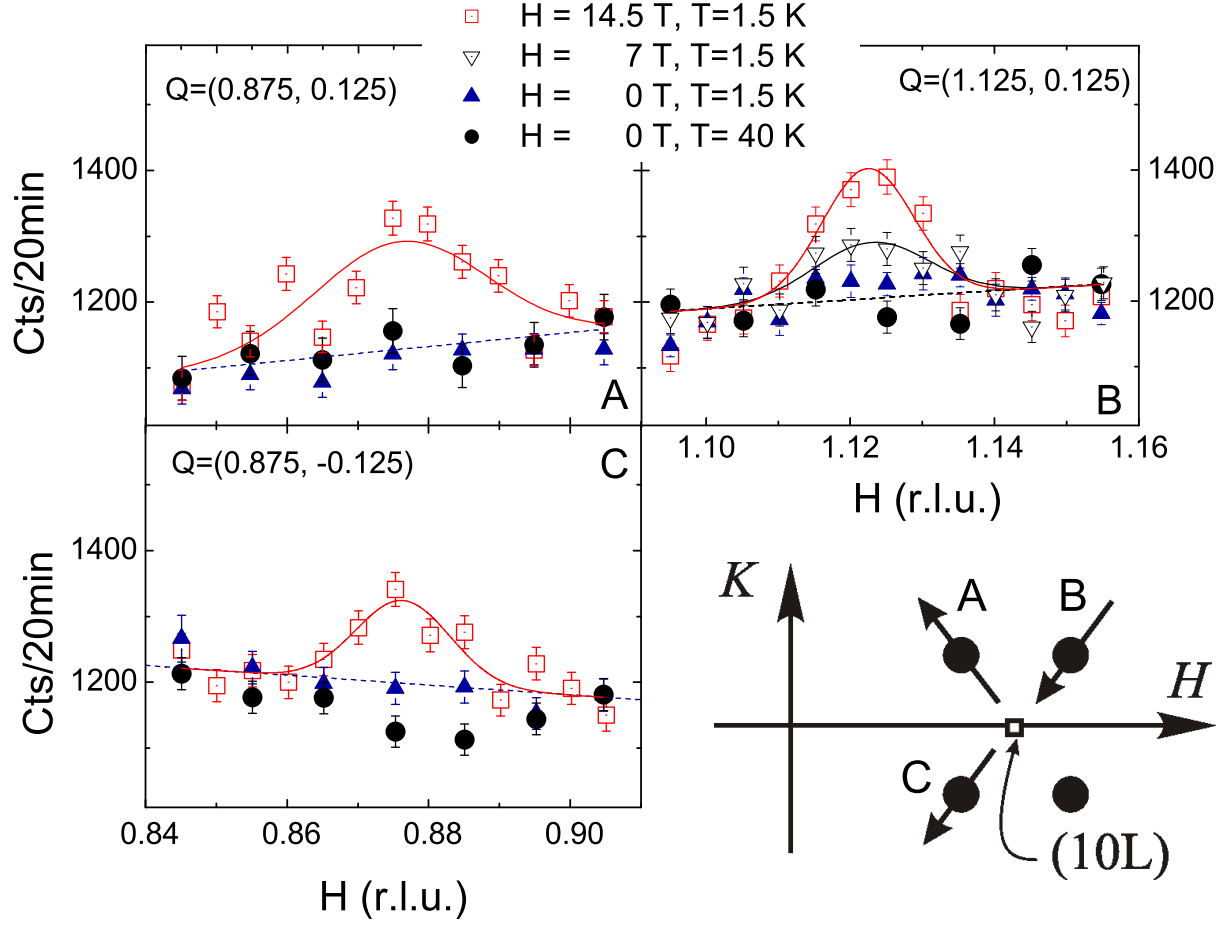 H = 14.5 T, T=1.5 K
H = 7 T, T=1.5 K
H = 0 T, T=1.5 K
H = 0 T, T= 40 K
Q=(0.875, 0.125)
Q=(1.125, 0.125)
1400
1200
Cts/20min
A
B
1400
1200
1.10
1.12
1.14
1.16
H (r.l.u.)
Q=(0.875, -0.125)
C
1400
1200
Cts/20min
0.84
0.86
0.88
0.90
H (r.l.u.)
K
A
B
H
C
(10L)